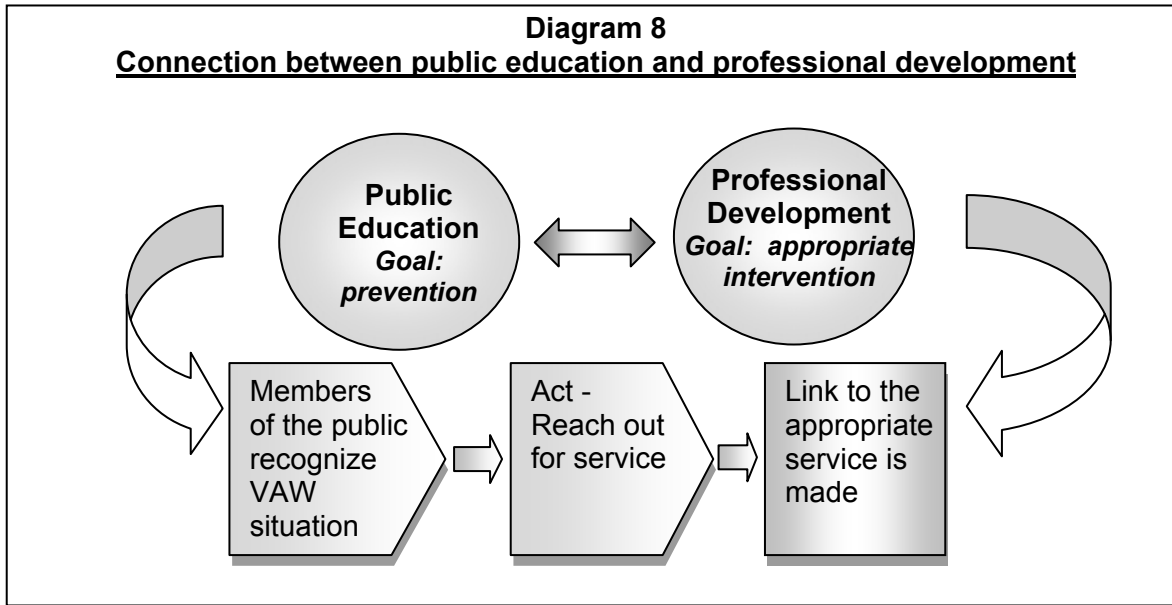 Diagram 8
Connection between public education and professional development
Public
Education
Goal:
prevention
Professional
Development
Goal:  appropriate
intervention
Members
of the public
recognize
VAW
situation
Act -
Reach out
for service
Link to the
appropriate
service is
made